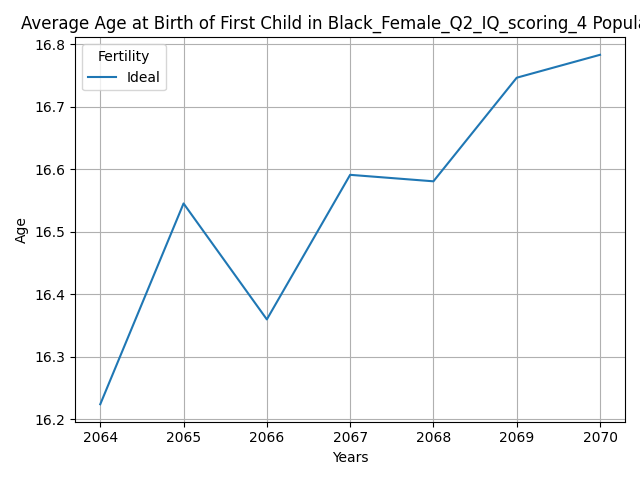 Average Age at Birth of First Child in Black_Female_Q2_IQ_scoring_4 Popula
Fertility
Ideal
16.8
16.7
16.6
16.5
16.4
16.3
16.2
Age
2064 2065 2066 2067 2068 2069 2070
Years